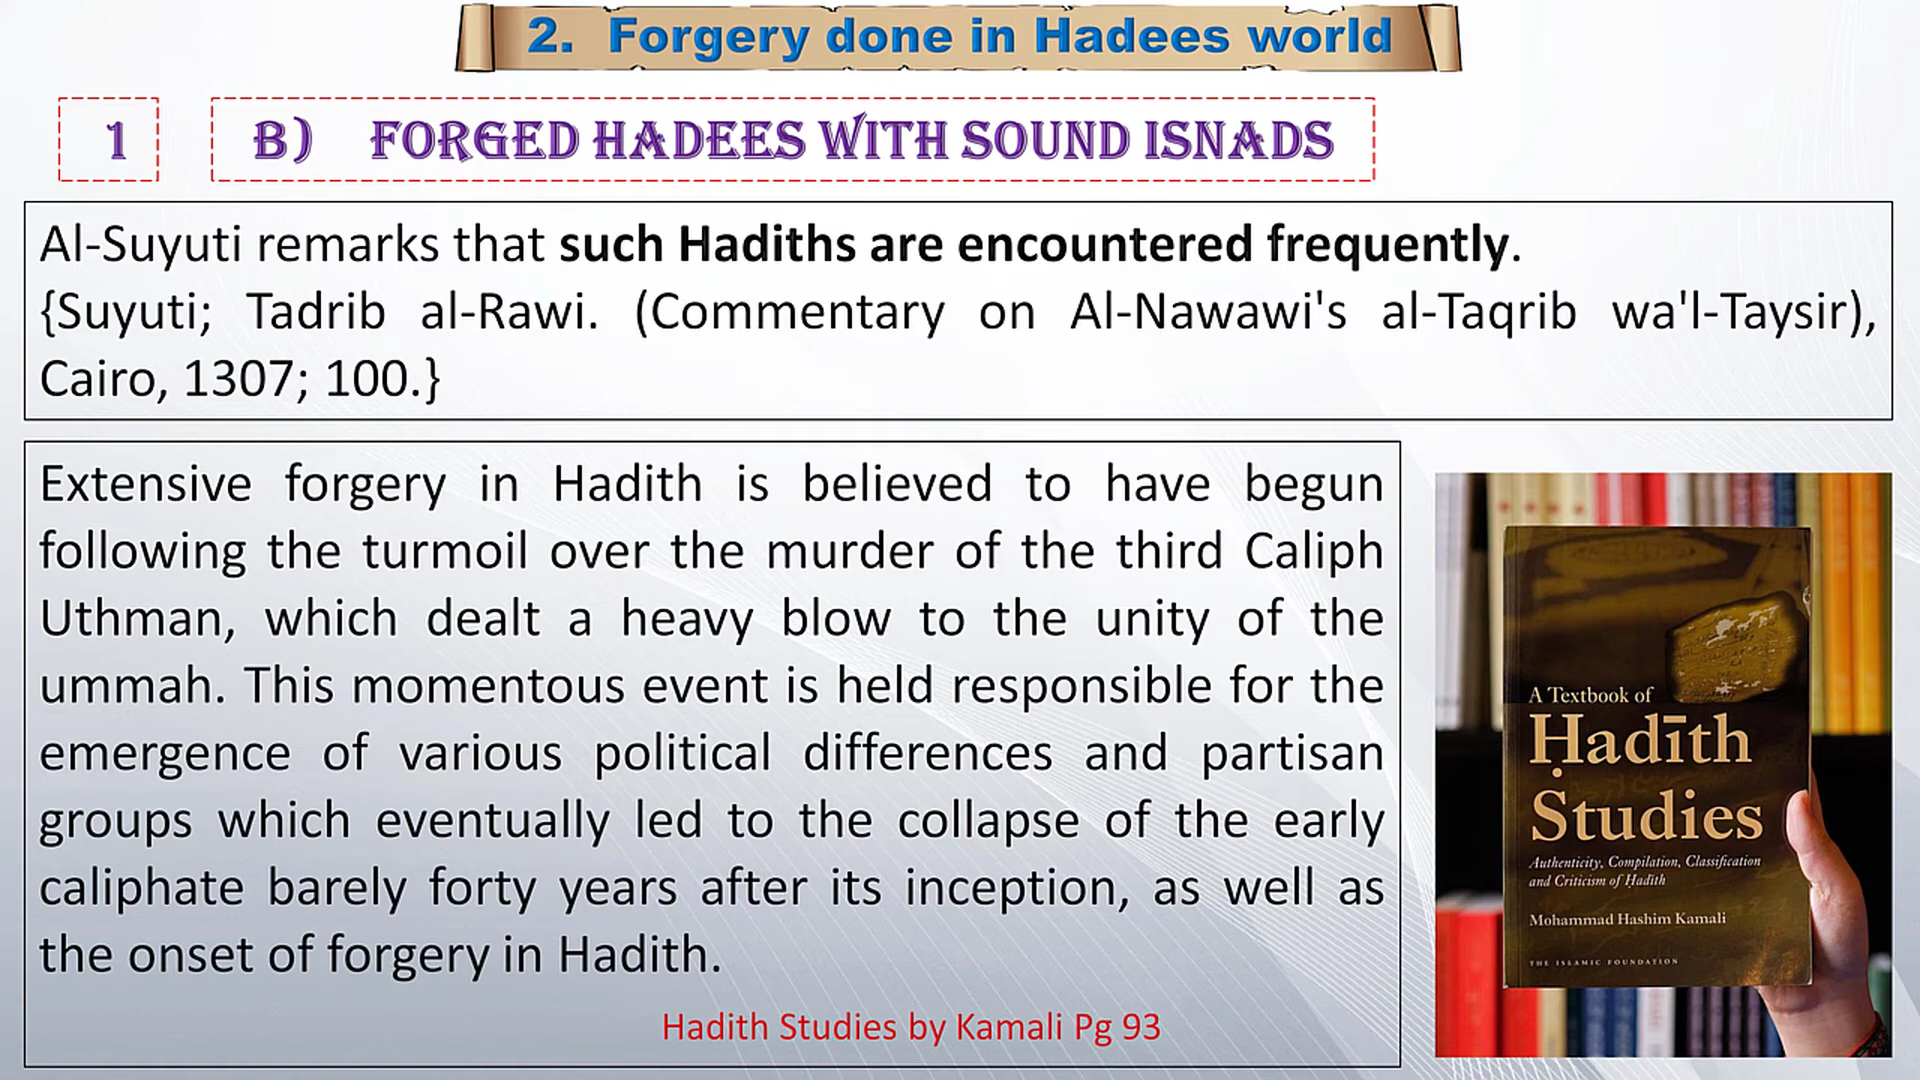 2. Forgery done in Hadees world
1
B) FORGED HADEES WITH SOUND ISNADS
Al-Suyuti remarks that such Hadiths are encountered frequently.
{Suyuti; Tadrib al-Rawi. (Commentary on Al-Nawawi's al-Taqrib wa'l-Taysir),
Cairo, 1307; 100.}
Extensive forgery in Hadith is believed to have begun
following the turmoil over the murder of the third Caliph
Uthman, which dealt a heavy blow to the unity of the
ummah. This momentous event is held responsible for the
emergence of various political differences and partisan
groups which eventually led to the collapse of the early
caliphate barely forty years after its inception, as well as
the onset of forgery in Hadith.
Hadith Studies by Kamali Pg 93
A Textbook of
Ḥadīth
Studies
Authenticity, Compilation, Classification
and Criticism of Ḥadīth
Mohammad Hashim Kamali
THE ISLAMIC FOUNDATION